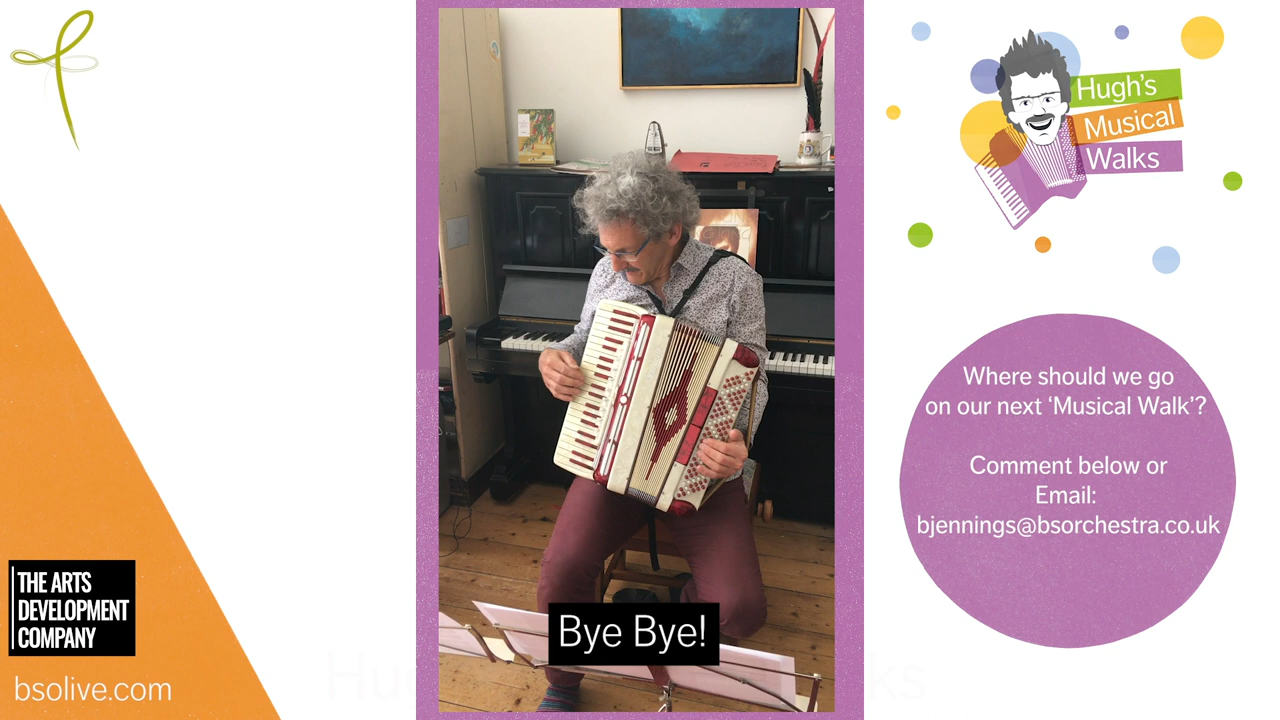 Hugh's
Musical
Walks
Where should we go
on our next 'Musical Walk'?
Comment below or
Email:
bjennings@bsorchestra.co.uk
THE ARTS
DEVELOPMENT
COMPANY
bsolive.com
Bye Bye!